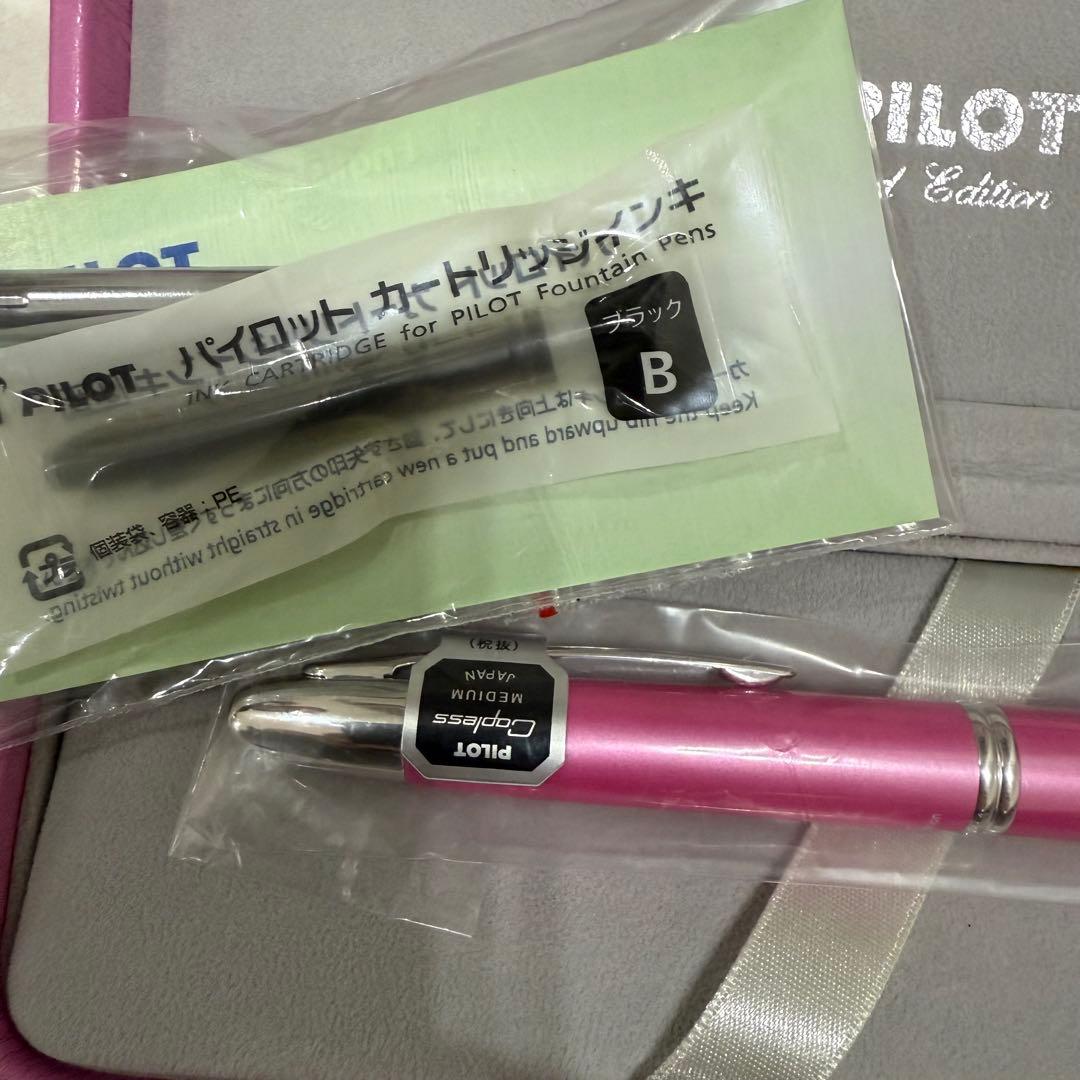 PILOT
Edition
PILOT
PILOT パイロット カートリッジインキ
INK CARTRIDGE for PILOT Fountain Pens
ブラック
B
Keep the nib upward and put a new cartridge in straight without twisting
個装袋、容器：PE
(税抜)
PILOT
Capless
MEDIUM
JAPAN